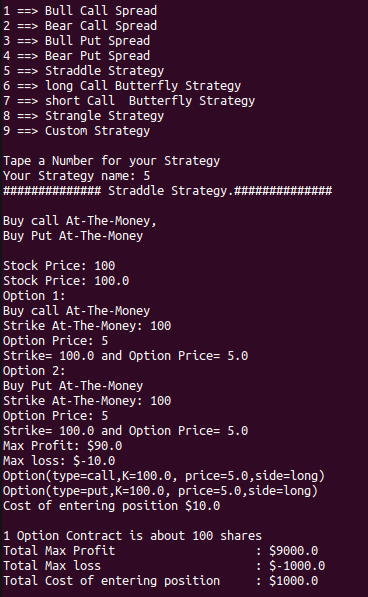 1 ==> Bull Call Spread
2 ==> Bear Call Spread
3 ==> Bull Put Spread
4 ==> Bear Put Spread
5 ==> Straddle Strategy
6 ==> long Call Butterfly Strategy
7 ==> short Call  Butterfly Strategy
8 ==> Strangle Strategy
9 ==> Custom Strategy
Tape a Number for your Strategy
Your Strategy name: 5
############## Straddle Strategy.##############
Buy call At-The-Money,
Buy Put At-The-Money
Stock Price: 100
Stock Price: 100.0
Option 1:
Buy call At-The-Money
Strike At-The-Money: 100
Option Price: 5
Strike= 100.0 and Option Price= 5.0
Option 2:
Buy Put At-The-Money
Strike At-The-Money: 100
Option Price: 5
Strike= 100.0 and Option Price= 5.0
Max Profit: $90.0
Max loss: $-10.0
Option(type=call,K=100.0, price=5.0,side=long)
Option(type=put,K=100.0, price=5.0,side=long)
Cost of entering position $10.0
1 Option Contract is about 100 shares
Total Max Profit                    : $9000.0
Total Max loss                      : $-1000.0
Total Cost of entering position     : $1000.0